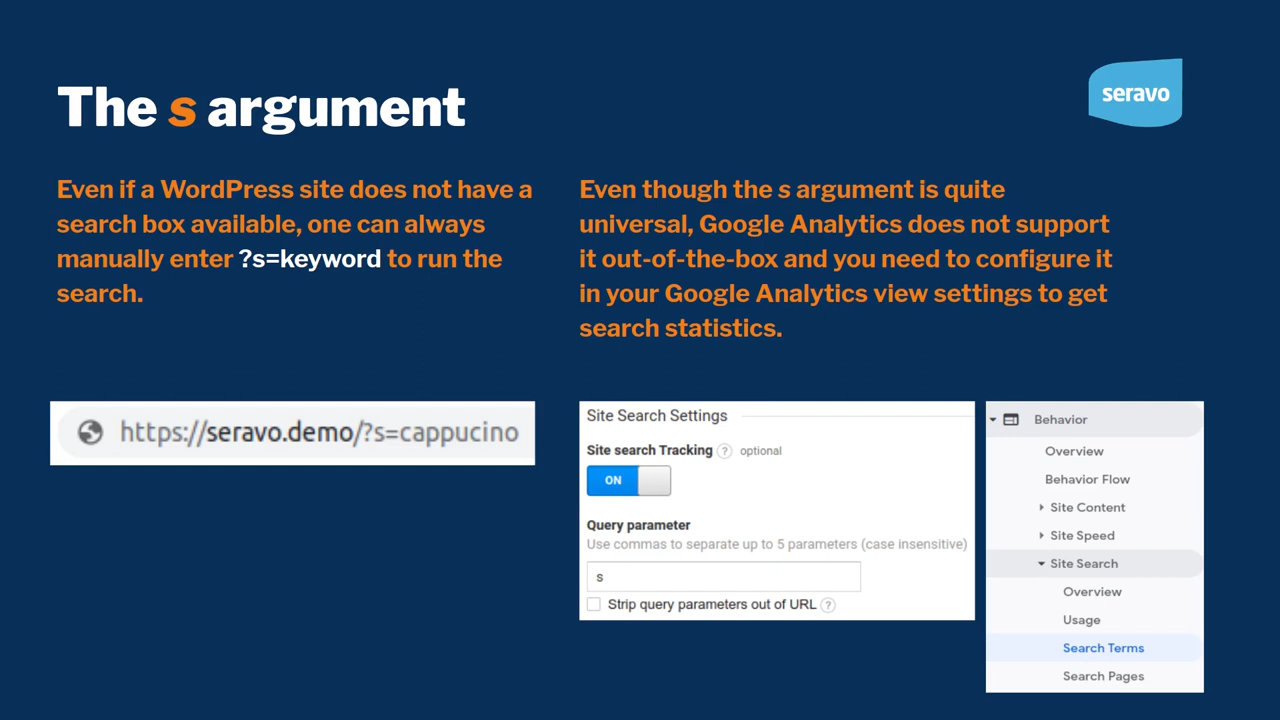 The s argument
seravo
Even if a WordPress site does not have a
search box available, one can always
manually enter ?s=keyword to run the
search.
Even though the s argument is quite
universal, Google Analytics does not support
it out-of-the-box and you need to configure it
in your Google Analytics view settings to get
search statistics.
https://seravo.demo/?s=cappucino
Site Search Settings
Site search Tracking ? optional
ON
Query parameter
Use commas to separate up to 5 parameters (case insensitive)
s
Strip query parameters out of URL ?
Behavior
Overview
Behavior Flow
Site Content
Site Speed
Site Search
Overview
Usage
Search Terms
Search Pages